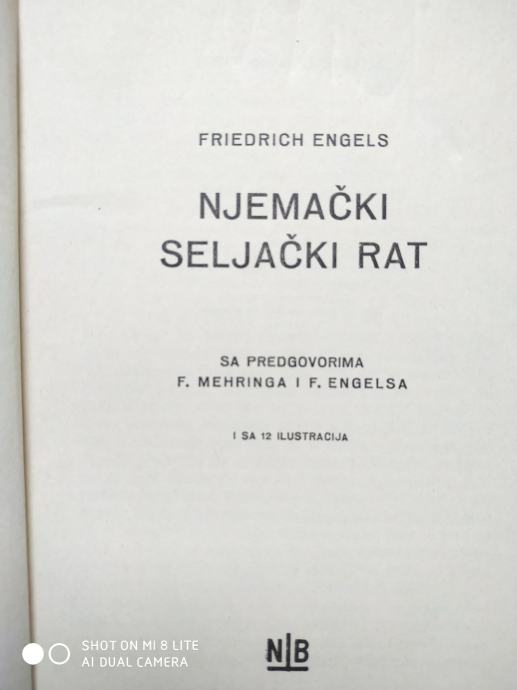 FRIEDRICH ENGELS
NJEMAČKI
SELJAČKI RAT
SA PREDGOVORIMA
F. MEHRINGA I F. ENGELSA
I SA 12 ILUSTRACIJA
N|B
SHOT ON MI 8 LITE
AI DUAL CAMERA